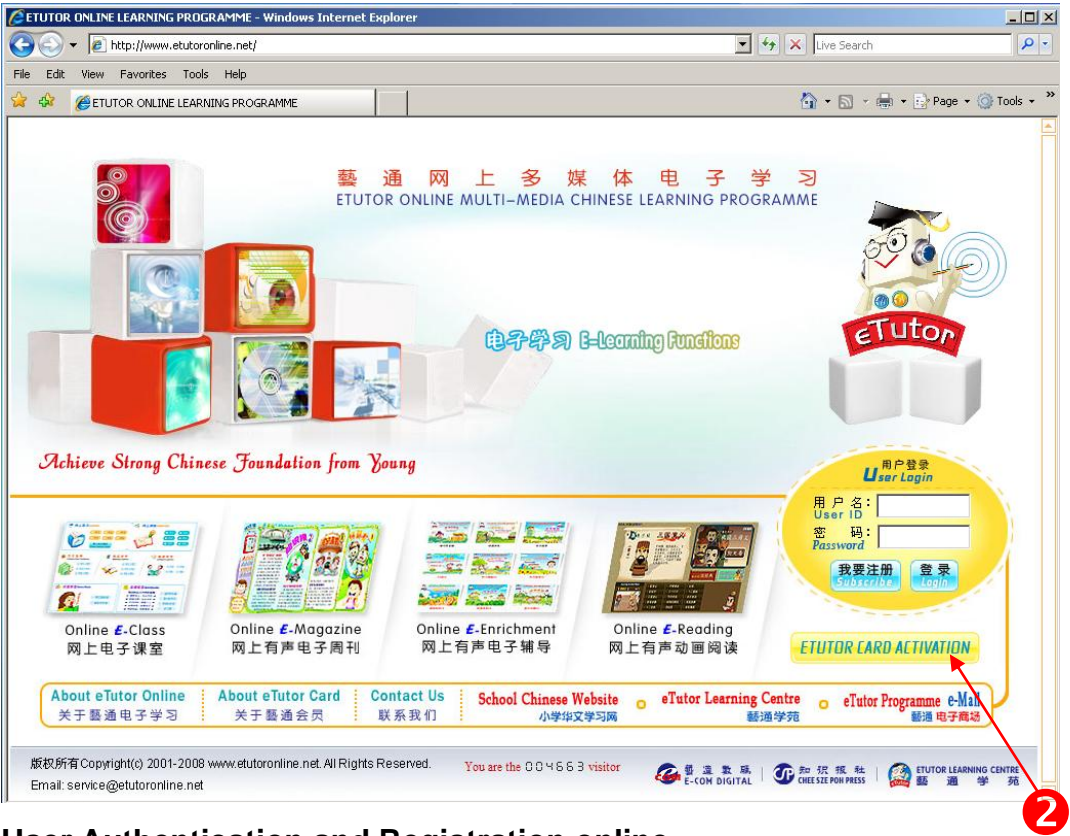 ETUTOR ONLINE LEARNING PROGRAMME - Windows Internet Explorer
http://www.etutoronline.net/
Live Search
File Edit View Favorites Tools Help
ETUTOR ONLINE LEARNING PROGRAMME
Page Tools »
藝通网上多媒体电子学习
ETUTOR ONLINE MULTI-MEDIA CHINESE LEARNING PROGRAMME
eTutor
电子学习 E-Learning Functions
Achieve Strong Chinese Foundation from Young
用户登录
User Login
用户名:
User ID
密码:
Password
我要注册 登录
Subscribe Login
Online E-Class
网上电子课室
Online E-Magazine
网上有声电子周刊
Online E-Enrichment
网上有声电子辅导
Online E-Reading
网上有声动画阅读
ETUTOR CARD ACTIVATION
About eTutor Online
关于藝通电子学习
About eTutor Card
关于藝通会员
Contact Us
联系我们
School Chinese Website
小学华文学习网
eTutor Learning Centre
藝通学苑
eTutor Programme e-Mall
藝通 电子商场
版权所有Copyright(c) 2001-2008 www.etutoronline.net. All Rights Reserved.
Email: service@etutoronline.net
You are the 004663 visitor
E-COM DIGITAL
知识报社
CHEE SZE PON PRESS
ETUTOR LEARNING CENTRE
藝通学苑
2
User Authentication and Registration online